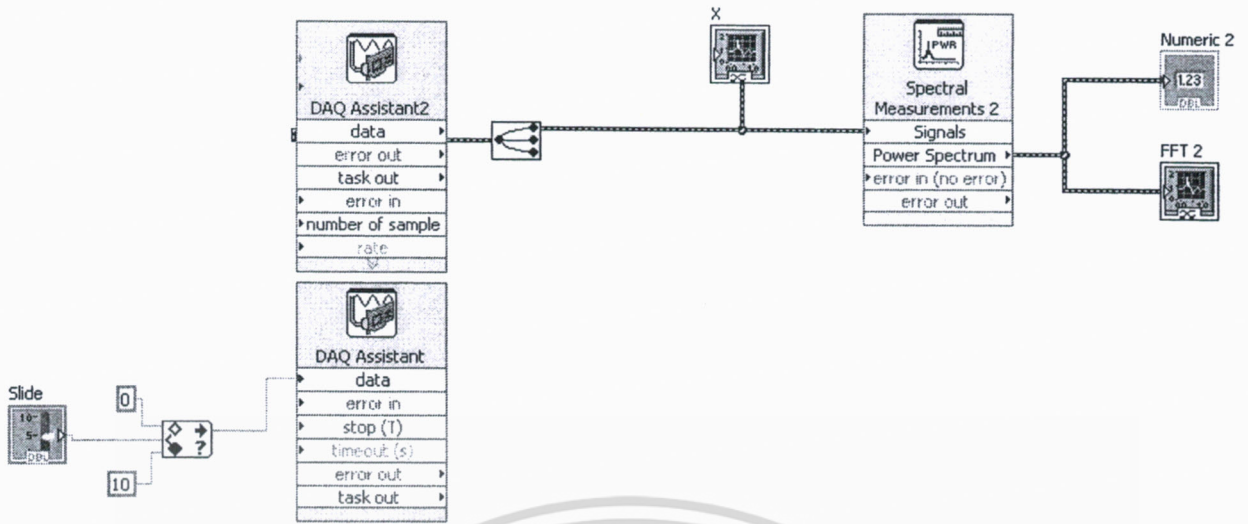 X
PWR
Numeric 2
1.23
DBL
DAQ Assistant2
data
error out
task out
error in
number of sample
rate
Spectral
Measurements 2
Signals
Power Spectrum
error in (no error)
error out
FFT 2
DAQ Assistant
data
error in
stop (T)
timeout (s)
error out
task out
Slide
10-
5-
DBL
0
?
10